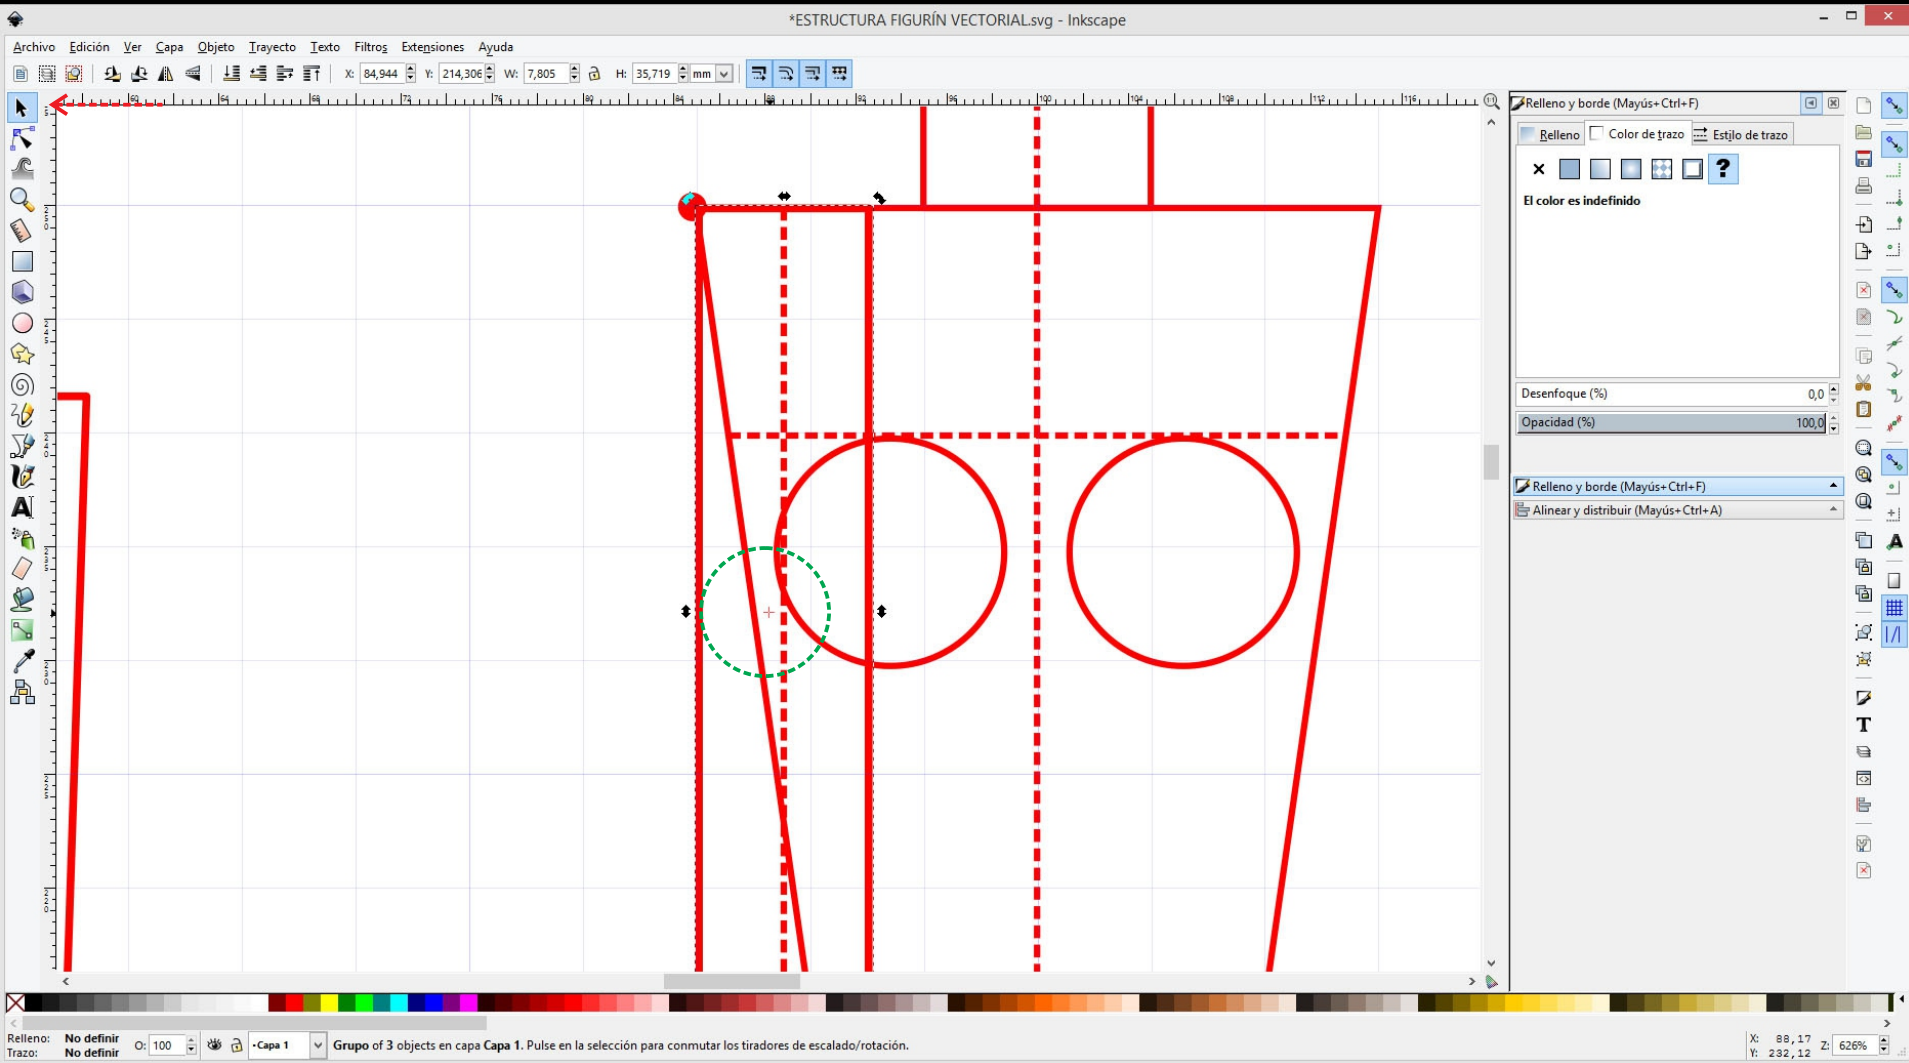 *ESTRUCTURA FIGURÍN VECTORIAL.svg - Inkscape
Archivo Edición Ver Capa Objeto Trayecto Texto Filtros Extensiones Ayuda
X: 84,944 Y: 214,306 W: 7,805 H: 35,719 mm
Relleno y borde (Mayús+Ctrl+F)
Relleno Color de trazo Estilo de trazo
?
El color es indefinido
Desenfoque (%) 0,0
Opacidad (%) 100,0
Relleno y borde (Mayús+Ctrl+F)
Alinear y distribuir (Mayús+Ctrl+A)
Relleno: No definir
Trazo: No definir
O: 100
•Capa 1
Grupo of 3 objects en capa Capa 1. Pulse en la selección para conmutar los tiradores de escalado/rotación.
X: 88,17
Y: 232,12
Z: 626%